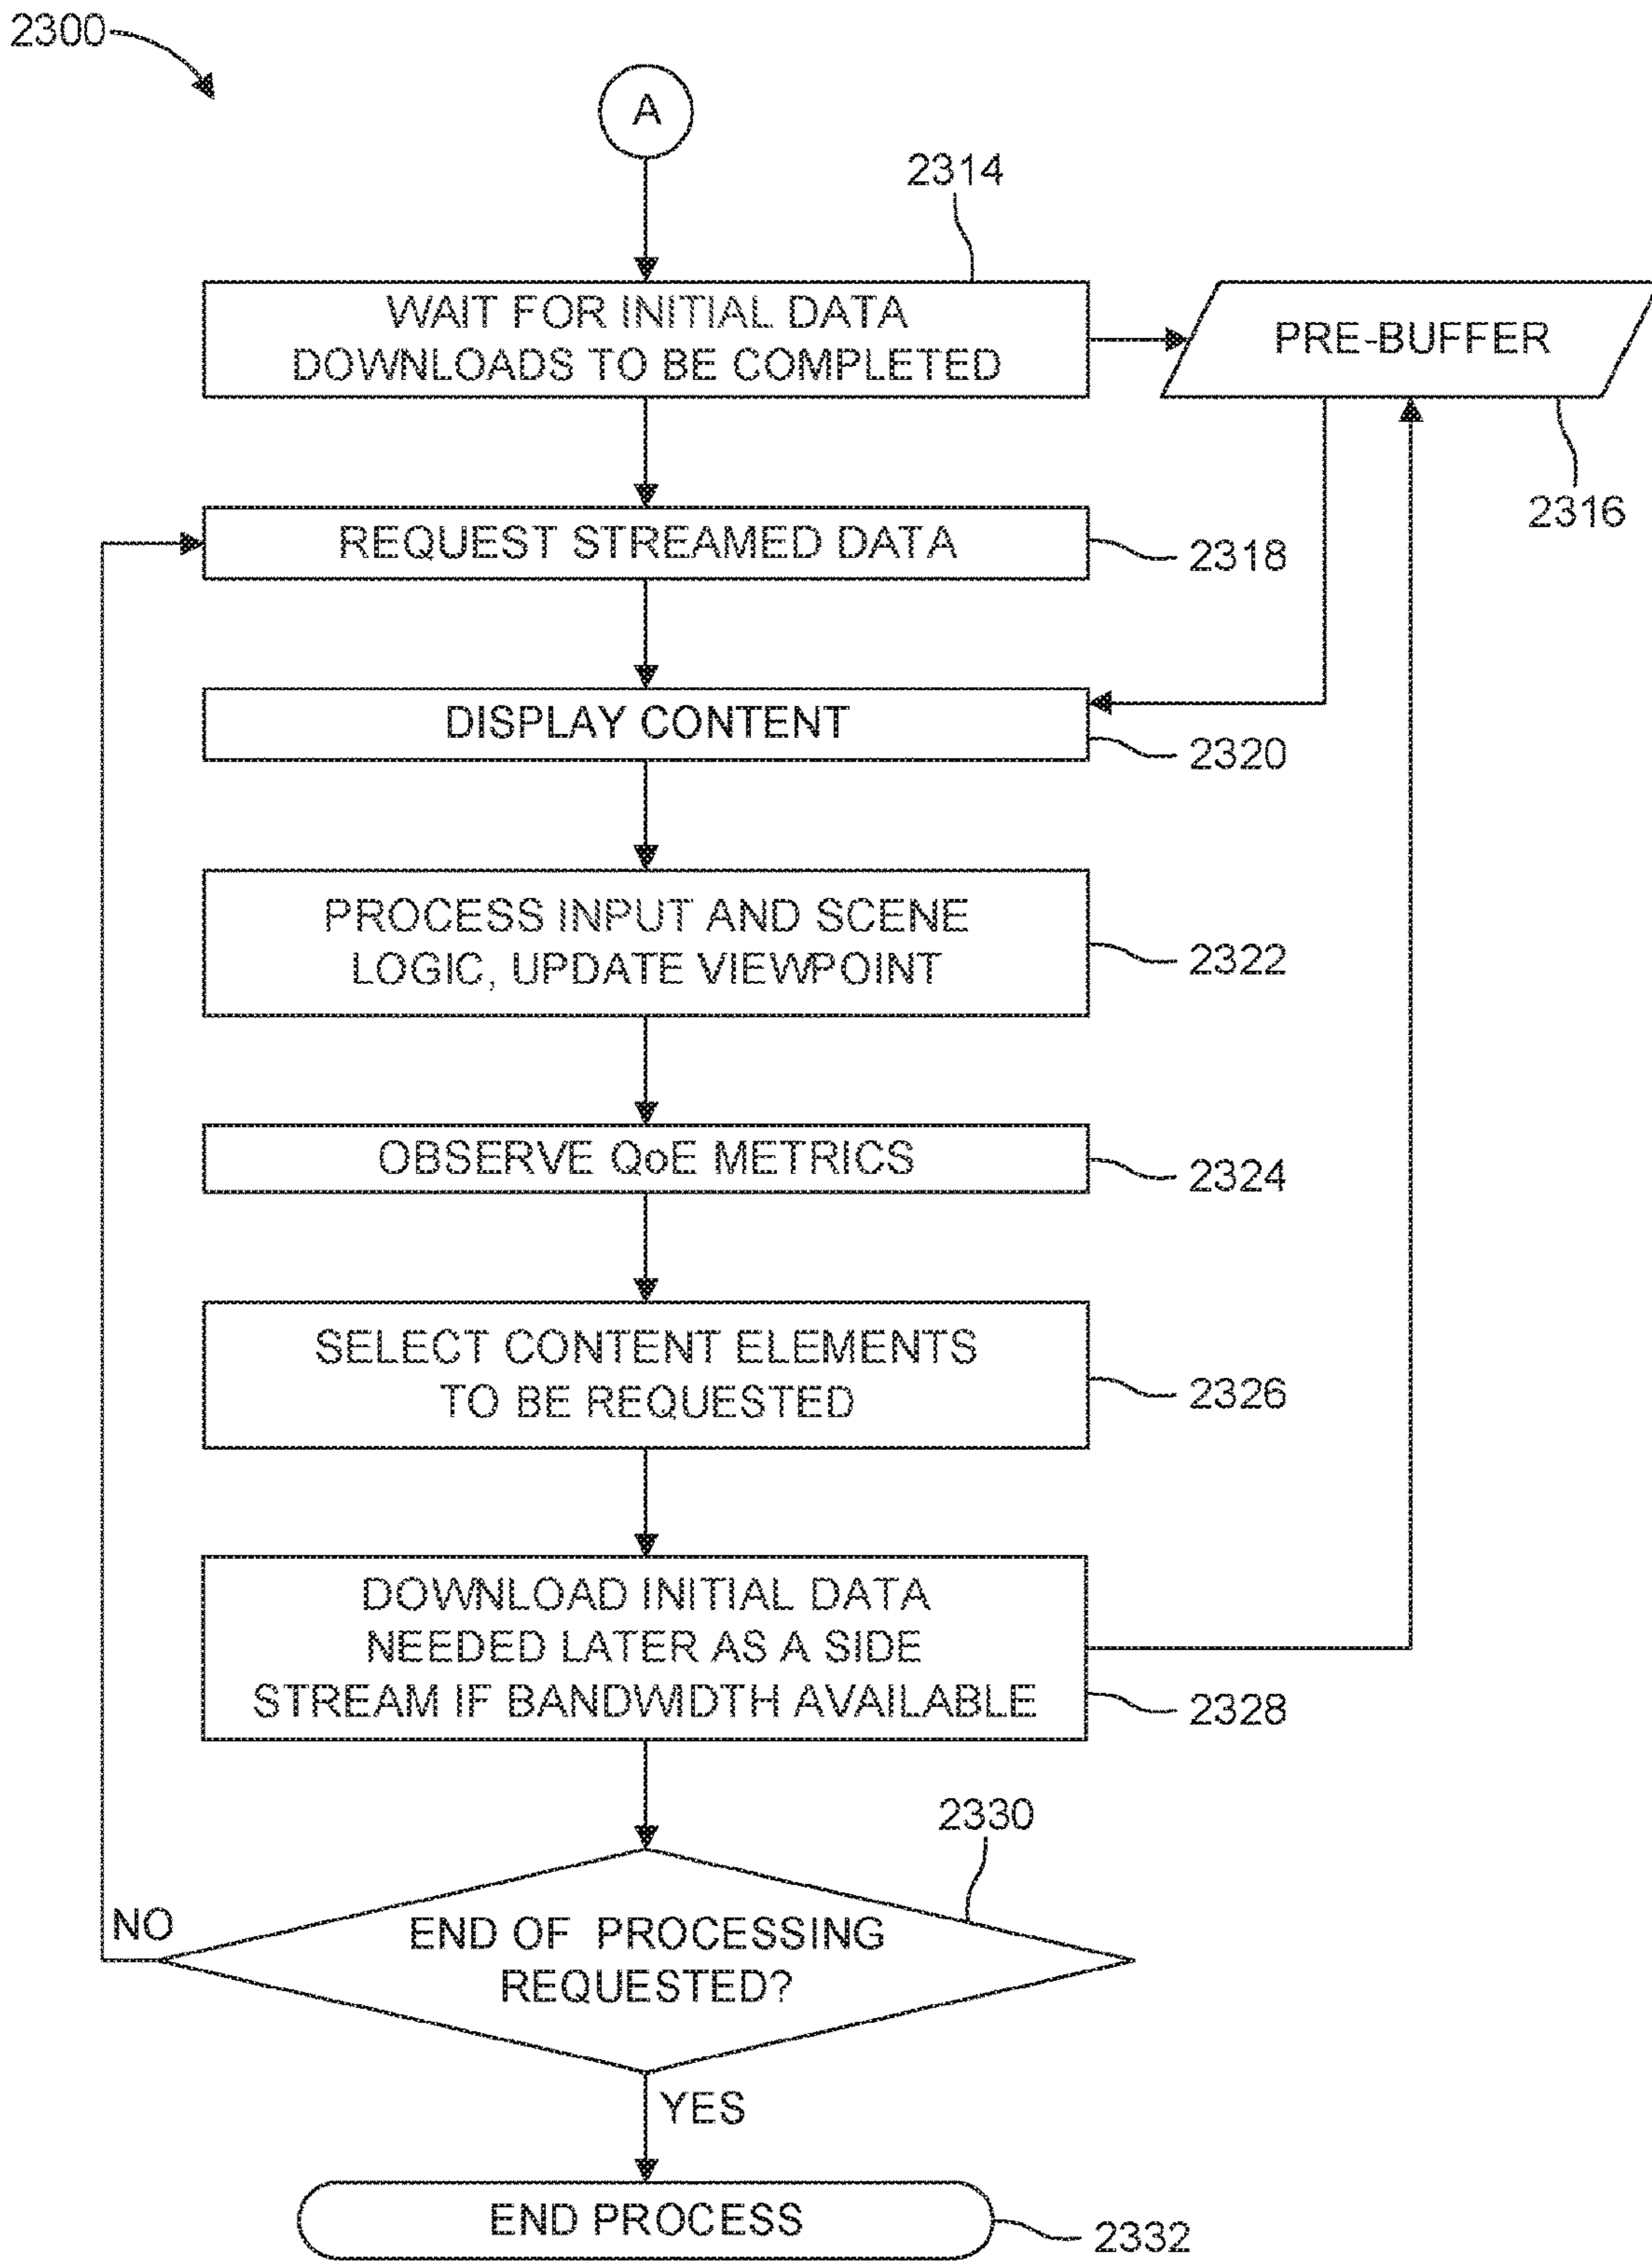 2300
A
2314
WAIT FOR INITIAL DATA
DOWNLOADS TO BE COMPLETED
PRE-BUFFER
2316
REQUEST STREAMED DATA
2318
DISPLAY CONTENT
2320
PROCESS INPUT AND SCENE
LOGIC, UPDATE VIEWPOINT
2322
OBSERVE QoE METRICS
2324
SELECT CONTENT ELEMENTS
TO BE REQUESTED
2326
DOWNLOAD INITIAL DATA
NEEDED LATER AS A SIDE
STREAM IF BANDWIDTH AVAILABLE
2328
2330
NO
END OF PROCESSING
REQUESTED?
YES
END PROCESS
2332